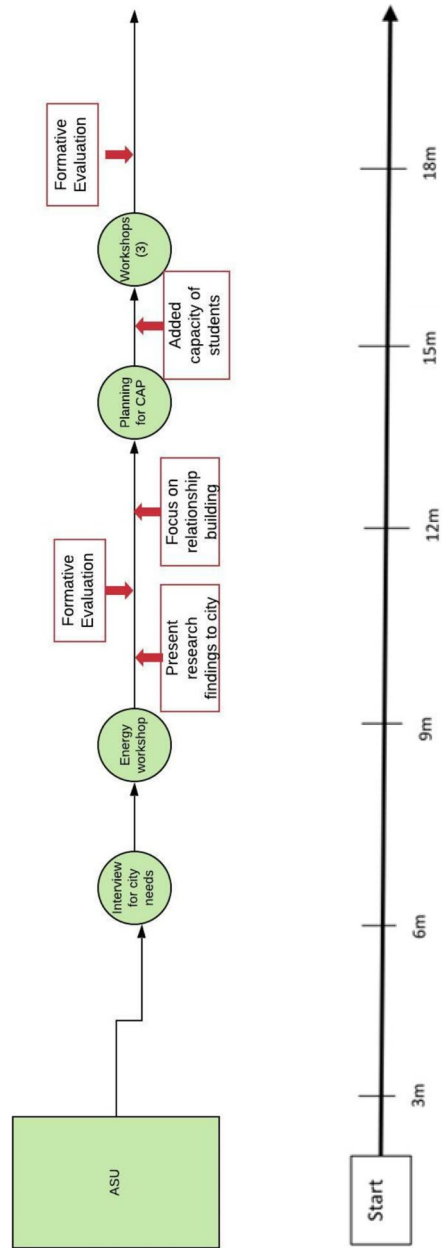 ASU
Interview
for city
needs
Energy
workshop
Present
research
findings to city
Formative
Evaluation
Focus on
relationship
building
Planning
for CAP
Added
capacity of
students
Workshops
(3)
Formative
Evaluation
Start
3m
6m
9m
12m
15m
18m